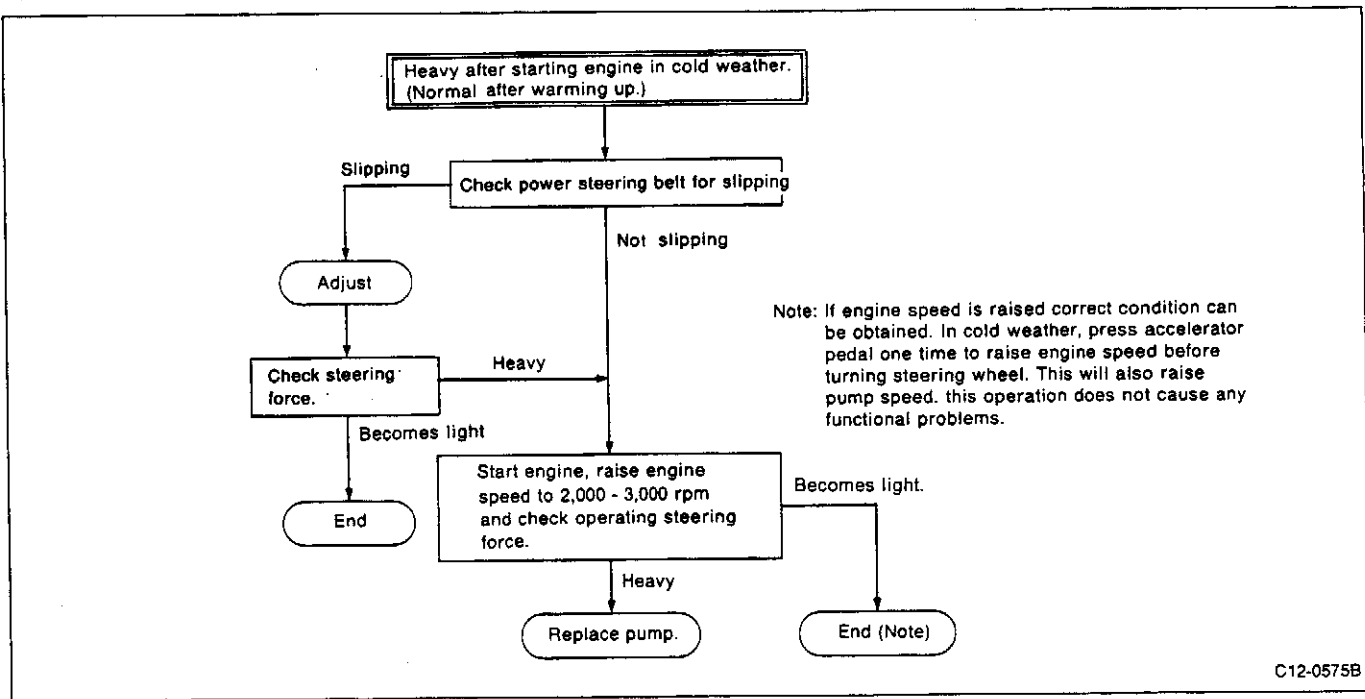 Heavy after starting engine in cold weather.
(Normal after warming up.)
Slipping
Check power steering belt for slipping
Not slipping
Adjust
Note: If engine speed is raised correct condition can
be obtained. In cold weather, press accelerator
pedal one time to raise engine speed before
turning steering wheel. This will also raise
pump speed. this operation does not cause any
functional problems.
Heavy
Check steering
force.
Becomes light
Start engine, raise engine
speed to 2,000 - 3,000 rpm
and check operating steering
force.
Becomes light.
End
Heavy
Replace pump.
End (Note)
C12-0575B